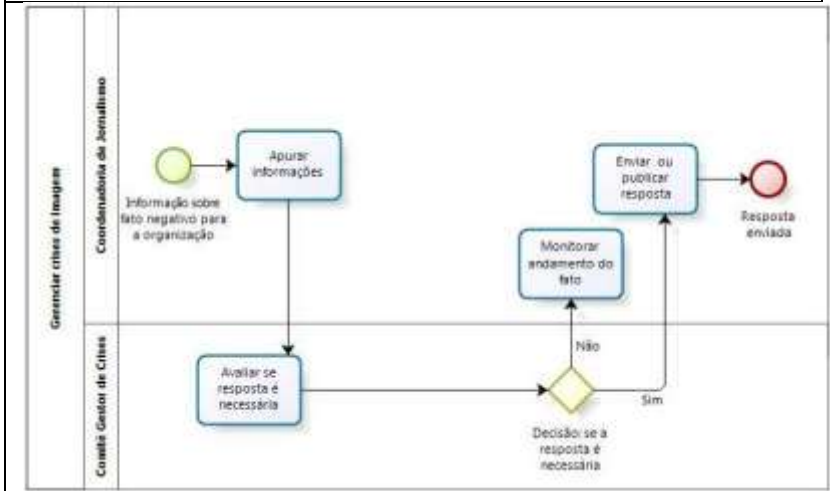 Gerenciar crises de imagem
Coordenadoria de Jornalismo
Informação sobre
fato negativo para
a organização
Apurar
informações
Enviar ou
publicar
resposta
Resposta
enviada
Monitorar
andamento do
fato
Comitê Gestor de Crises
Avaliar se
resposta é
necessária
Não
Sim
Decisão: se a
resposta é
necessária